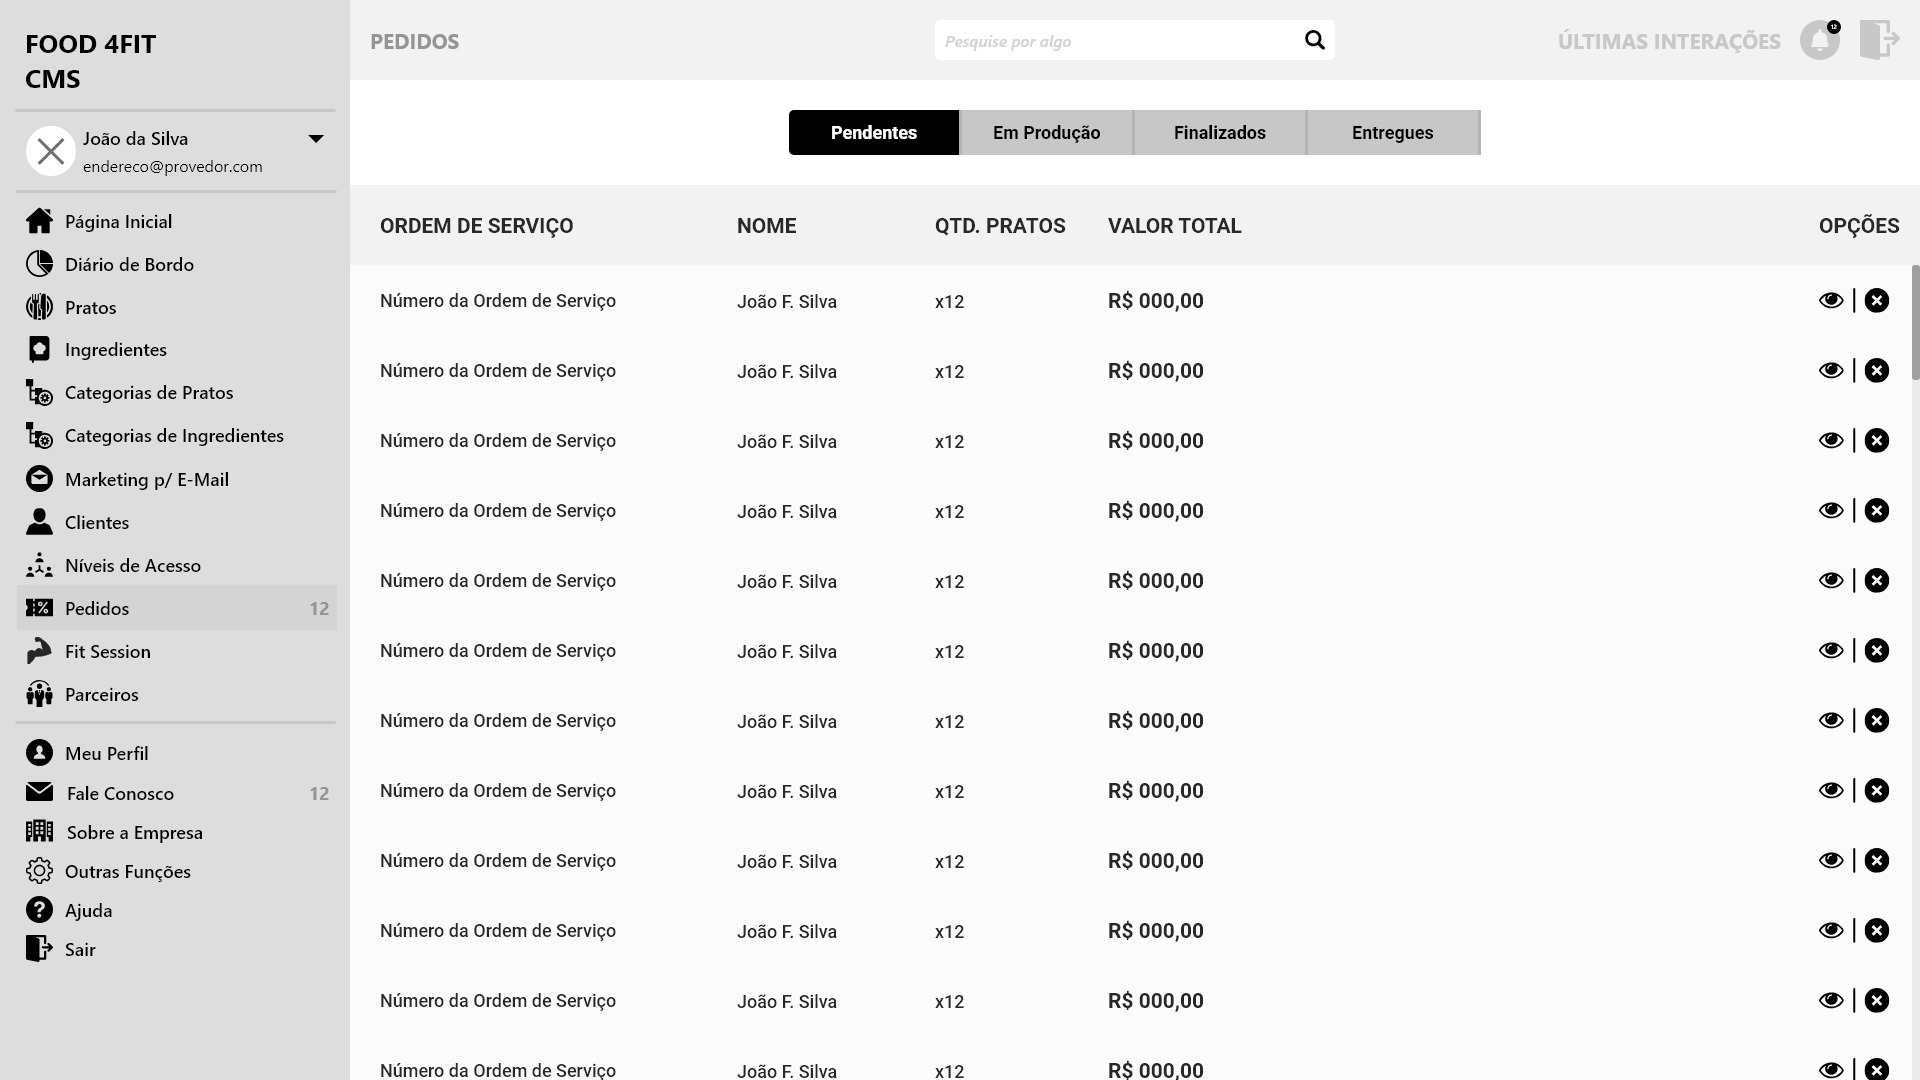 FOOD 4FIT
CMS
João da Silva
endereco@provedor.com
Página Inicial
Diário de Bordo
Pratos
Ingredientes
Categorias de Pratos
Categorias de Ingredientes
Marketing p/ E-Mail
Clientes
Níveis de Acesso
Pedidos 12
Fit Session
Parceiros
Meu Perfil
Fale Conosco 12
Sobre a Empresa
Outras Funções
Ajuda
Sair
PEDIDOS
Pesquise por algo
ÚLTIMAS INTERAÇÕES
12
Pendentes Em Produção Finalizados Entregues
ORDEM DE SERVIÇO NOME QTD. PRATOS VALOR TOTAL OPÇÕES
Número da Ordem de Serviço João F. Silva x12 R$ 000,00
Número da Ordem de Serviço João F. Silva x12 R$ 000,00
Número da Ordem de Serviço João F. Silva x12 R$ 000,00
Número da Ordem de Serviço João F. Silva x12 R$ 000,00
Número da Ordem de Serviço João F. Silva x12 R$ 000,00
Número da Ordem de Serviço João F. Silva x12 R$ 000,00
Número da Ordem de Serviço João F. Silva x12 R$ 000,00
Número da Ordem de Serviço João F. Silva x12 R$ 000,00
Número da Ordem de Serviço João F. Silva x12 R$ 000,00
Número da Ordem de Serviço João F. Silva x12 R$ 000,00
Número da Ordem de Serviço João F. Silva x12 R$ 000,00
Número da Ordem de Serviço João F. Silva x12 R$ 000,00